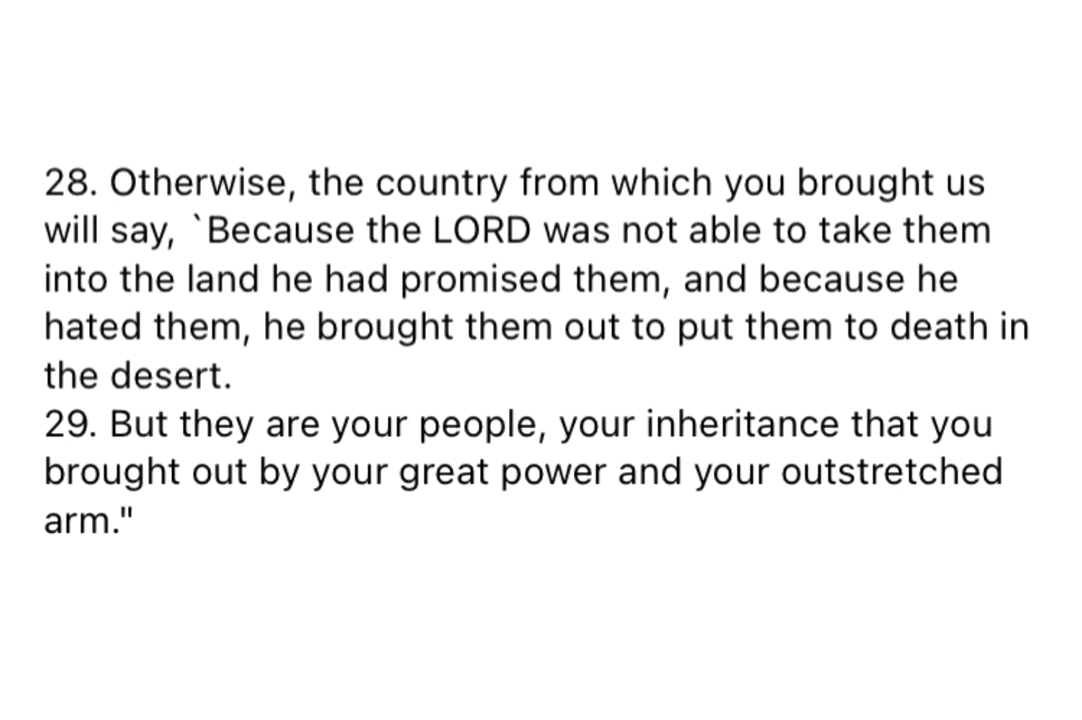 28. Otherwise, the country from which you brought us
will say, `Because the LORD was not able to take them
into the land he had promised them, and because he
hated them, he brought them out to put them to death in
the desert.
29. But they are your people, your inheritance that you
brought out by your great power and your outstretched
arm."